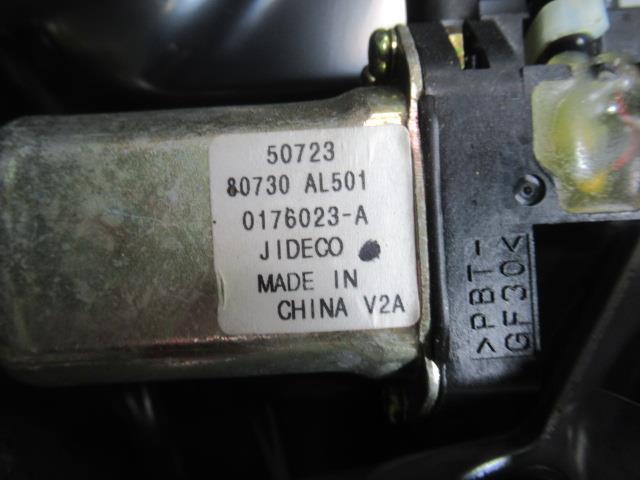 50723
80730 AL501
0176023-A
JIDECO
MADE IN
CHINA V2A
>PBT-
GF30<